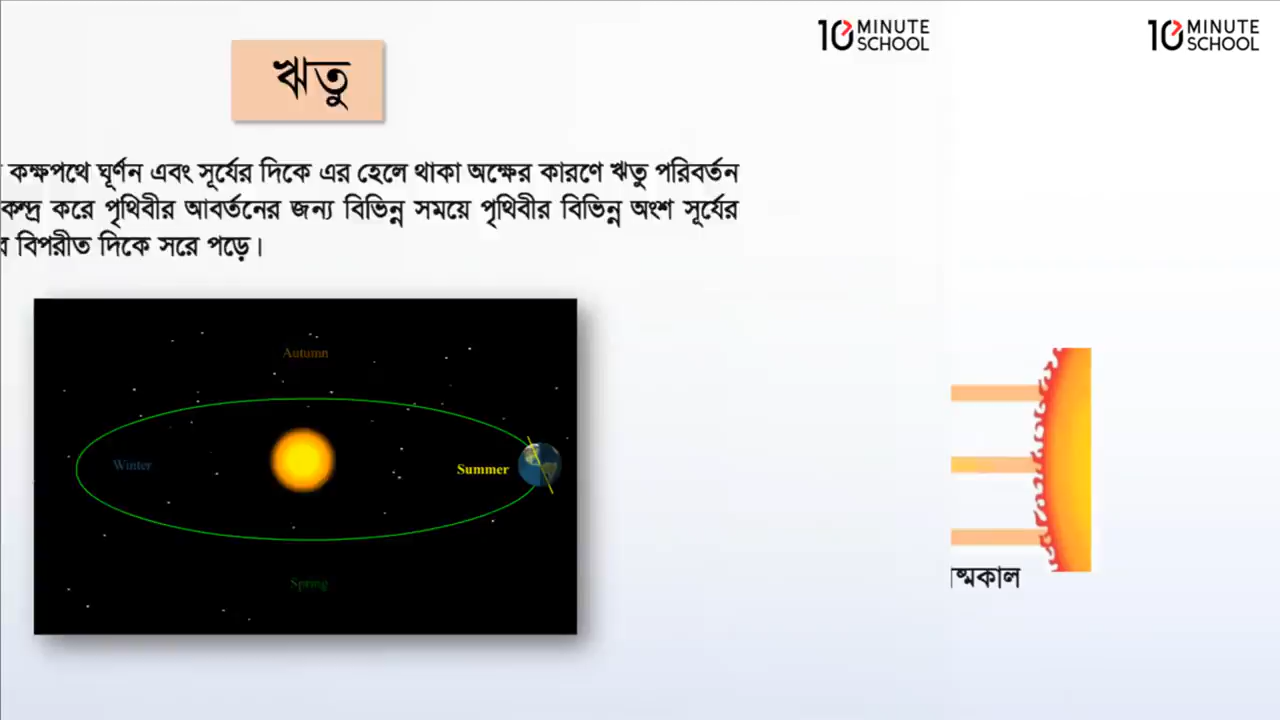 10 MINUTE SCHOOL
10 MINUTE SCHOOL
ঋতু
কক্ষপথে ঘূর্ণন এবং সূর্যের দিকে এর হেলে থাকা অক্ষের কারণে ঋতু পরিবর্তন
করে পৃথিবীর আবর্তনের জন্য বিভিন্ন সময়ে পৃথিবীর বিভিন্ন অংশ সূর্যের
বিপরীত দিকে সরে পড়ে।
Autumn
Winter
Summer
Spring